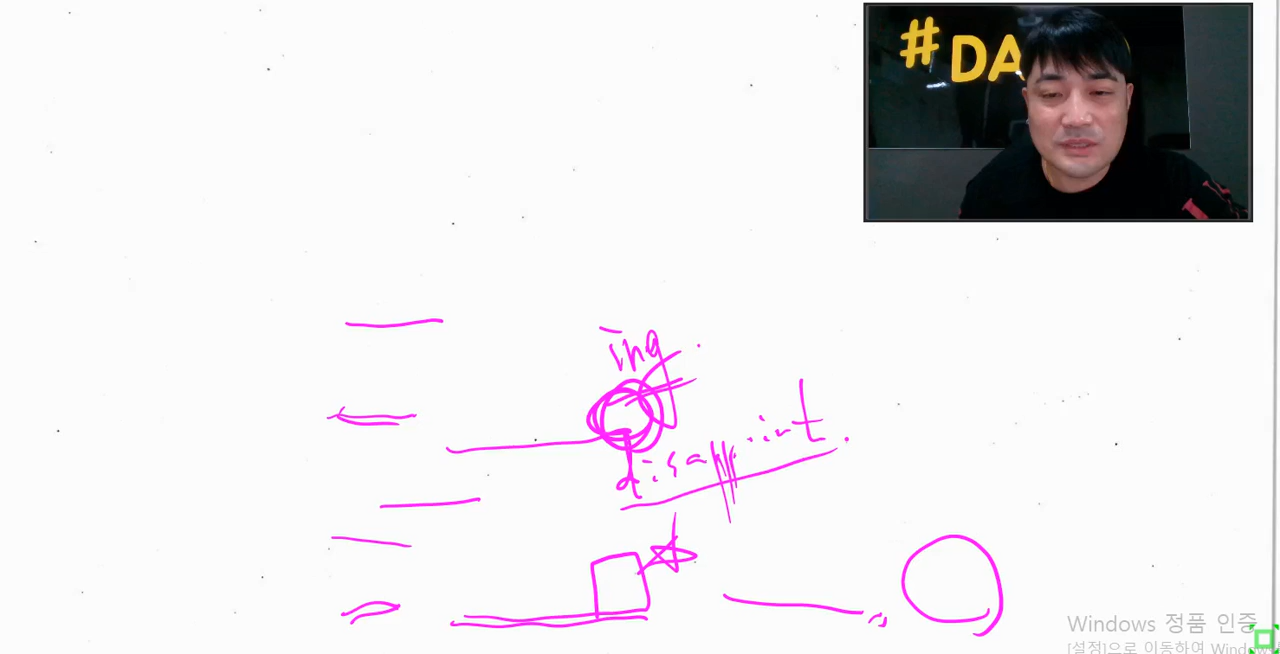 #DA
ing.
disappoint.
Windows 정품 인증